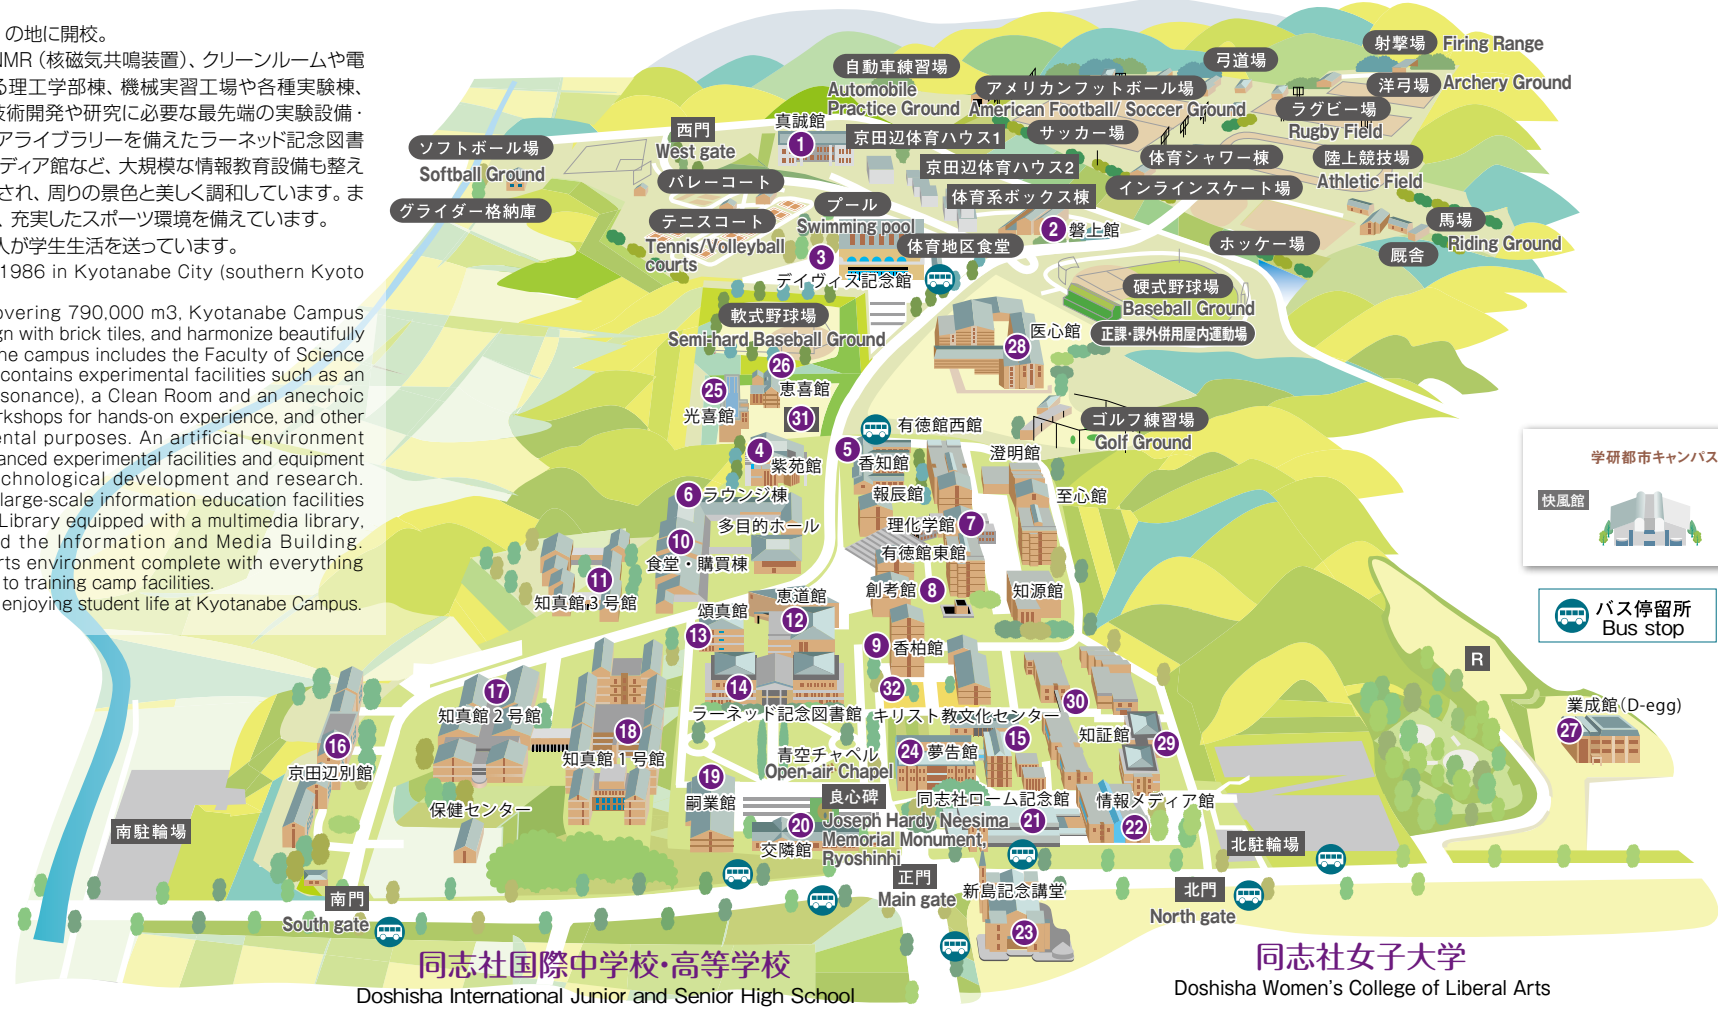 の地に開校。
NMR（核磁気共鳴装置）、クリーンルームや電
る理工学部棟、機械実習工場や各種実験棟、
技術開発や研究に必要な最先端の実験設備・
アライブラリーを備えたラーネッド記念図書
ディア館など、大規模な情報教育設備も整え
され、周りの景色と美しく調和しています。ま
、充実したスポーツ環境を備えています。
人が学生生活を送っています。
1986 in Kyotanabe City (southern Kyoto
overing 790,000 m3, Kyotanabe Campus
gn with brick tiles, and harmonize beautifully
he campus includes the Faculty of Science
contains experimental facilities such as an
sonance), a Clean Room and an anechoic
rkshops for hands-on experience, and other
ental purposes. An artificial environment
anced experimental facilities and equipment
chnological development and research.
large-scale information education facilities
Library equipped with a multimedia library,
d the Information and Media Building.
rts environment complete with everything
to training camp facilities.
enjoying student life at Kyotanabe Campus.
射撃場 Firing Range
弓道場
自動車練習場
Automobile
Practice Ground
アメリカンフットボール場
American Football/ Soccer Ground
洋弓場 Archery Ground
ラグビー場
Rugby Field
西門
West gate
真誠館
1
京田辺体育ハウス1
サッカー場
ソフトボール場
Softball Ground
京田辺体育ハウス2
体育シャワー棟
陸上競技場
Athletic Field
バレーコート
体育系ボックス棟
インラインスケート場
グライダー格納庫
テニスコート
Tennis/Volleyball
courts
プール
Swimming pool
2 磐上館
馬場
Riding Ground
体育地区食堂
ホッケー場
厩舎
3
デイヴィス記念館
硬式野球場
Baseball Ground
正課・課外併用屋内運動場
軟式野球場
Semi-hard Baseball Ground
医心館
28
26
恵喜館
25
光喜館
31
ゴルフ練習場
Golf Ground
有徳館西館
4
紫苑館
5
香知館
澄明館
6 ラウンジ棟
報辰館
至心館
多目的ホール
理化学館 7
10
食堂・購買棟
有徳館東館
11
知真館3号館
創考館 8
知源館
恵道館
12
頌真館
13
9 香柏館
14
ラーネッド記念図書館
32
キリスト教文化センター
30
17
知真館2号館
18
知真館1号館
15
知証館
29
16
京田辺別館
青空チャペル
Open-air Chapel
24 夢告館
19
嗣業館
保健センター
良心碑
Joseph Hardy Neesima
Memorial Monument,
Ryoshinhi
同志社ローム記念館
21
情報メディア館
22
20
交隣館
南駐輪場
北駐輪場
正門
Main gate
新島記念講堂
23
北門
North gate
南門
South gate
学研都市キャンパス
快風館
バス停留所
Bus stop
R
業成館(D-egg)
27
同志社国際中学校・高等学校
Doshisha International Junior and Senior High School
同志社女子大学
Doshisha Women's College of Liberal Arts